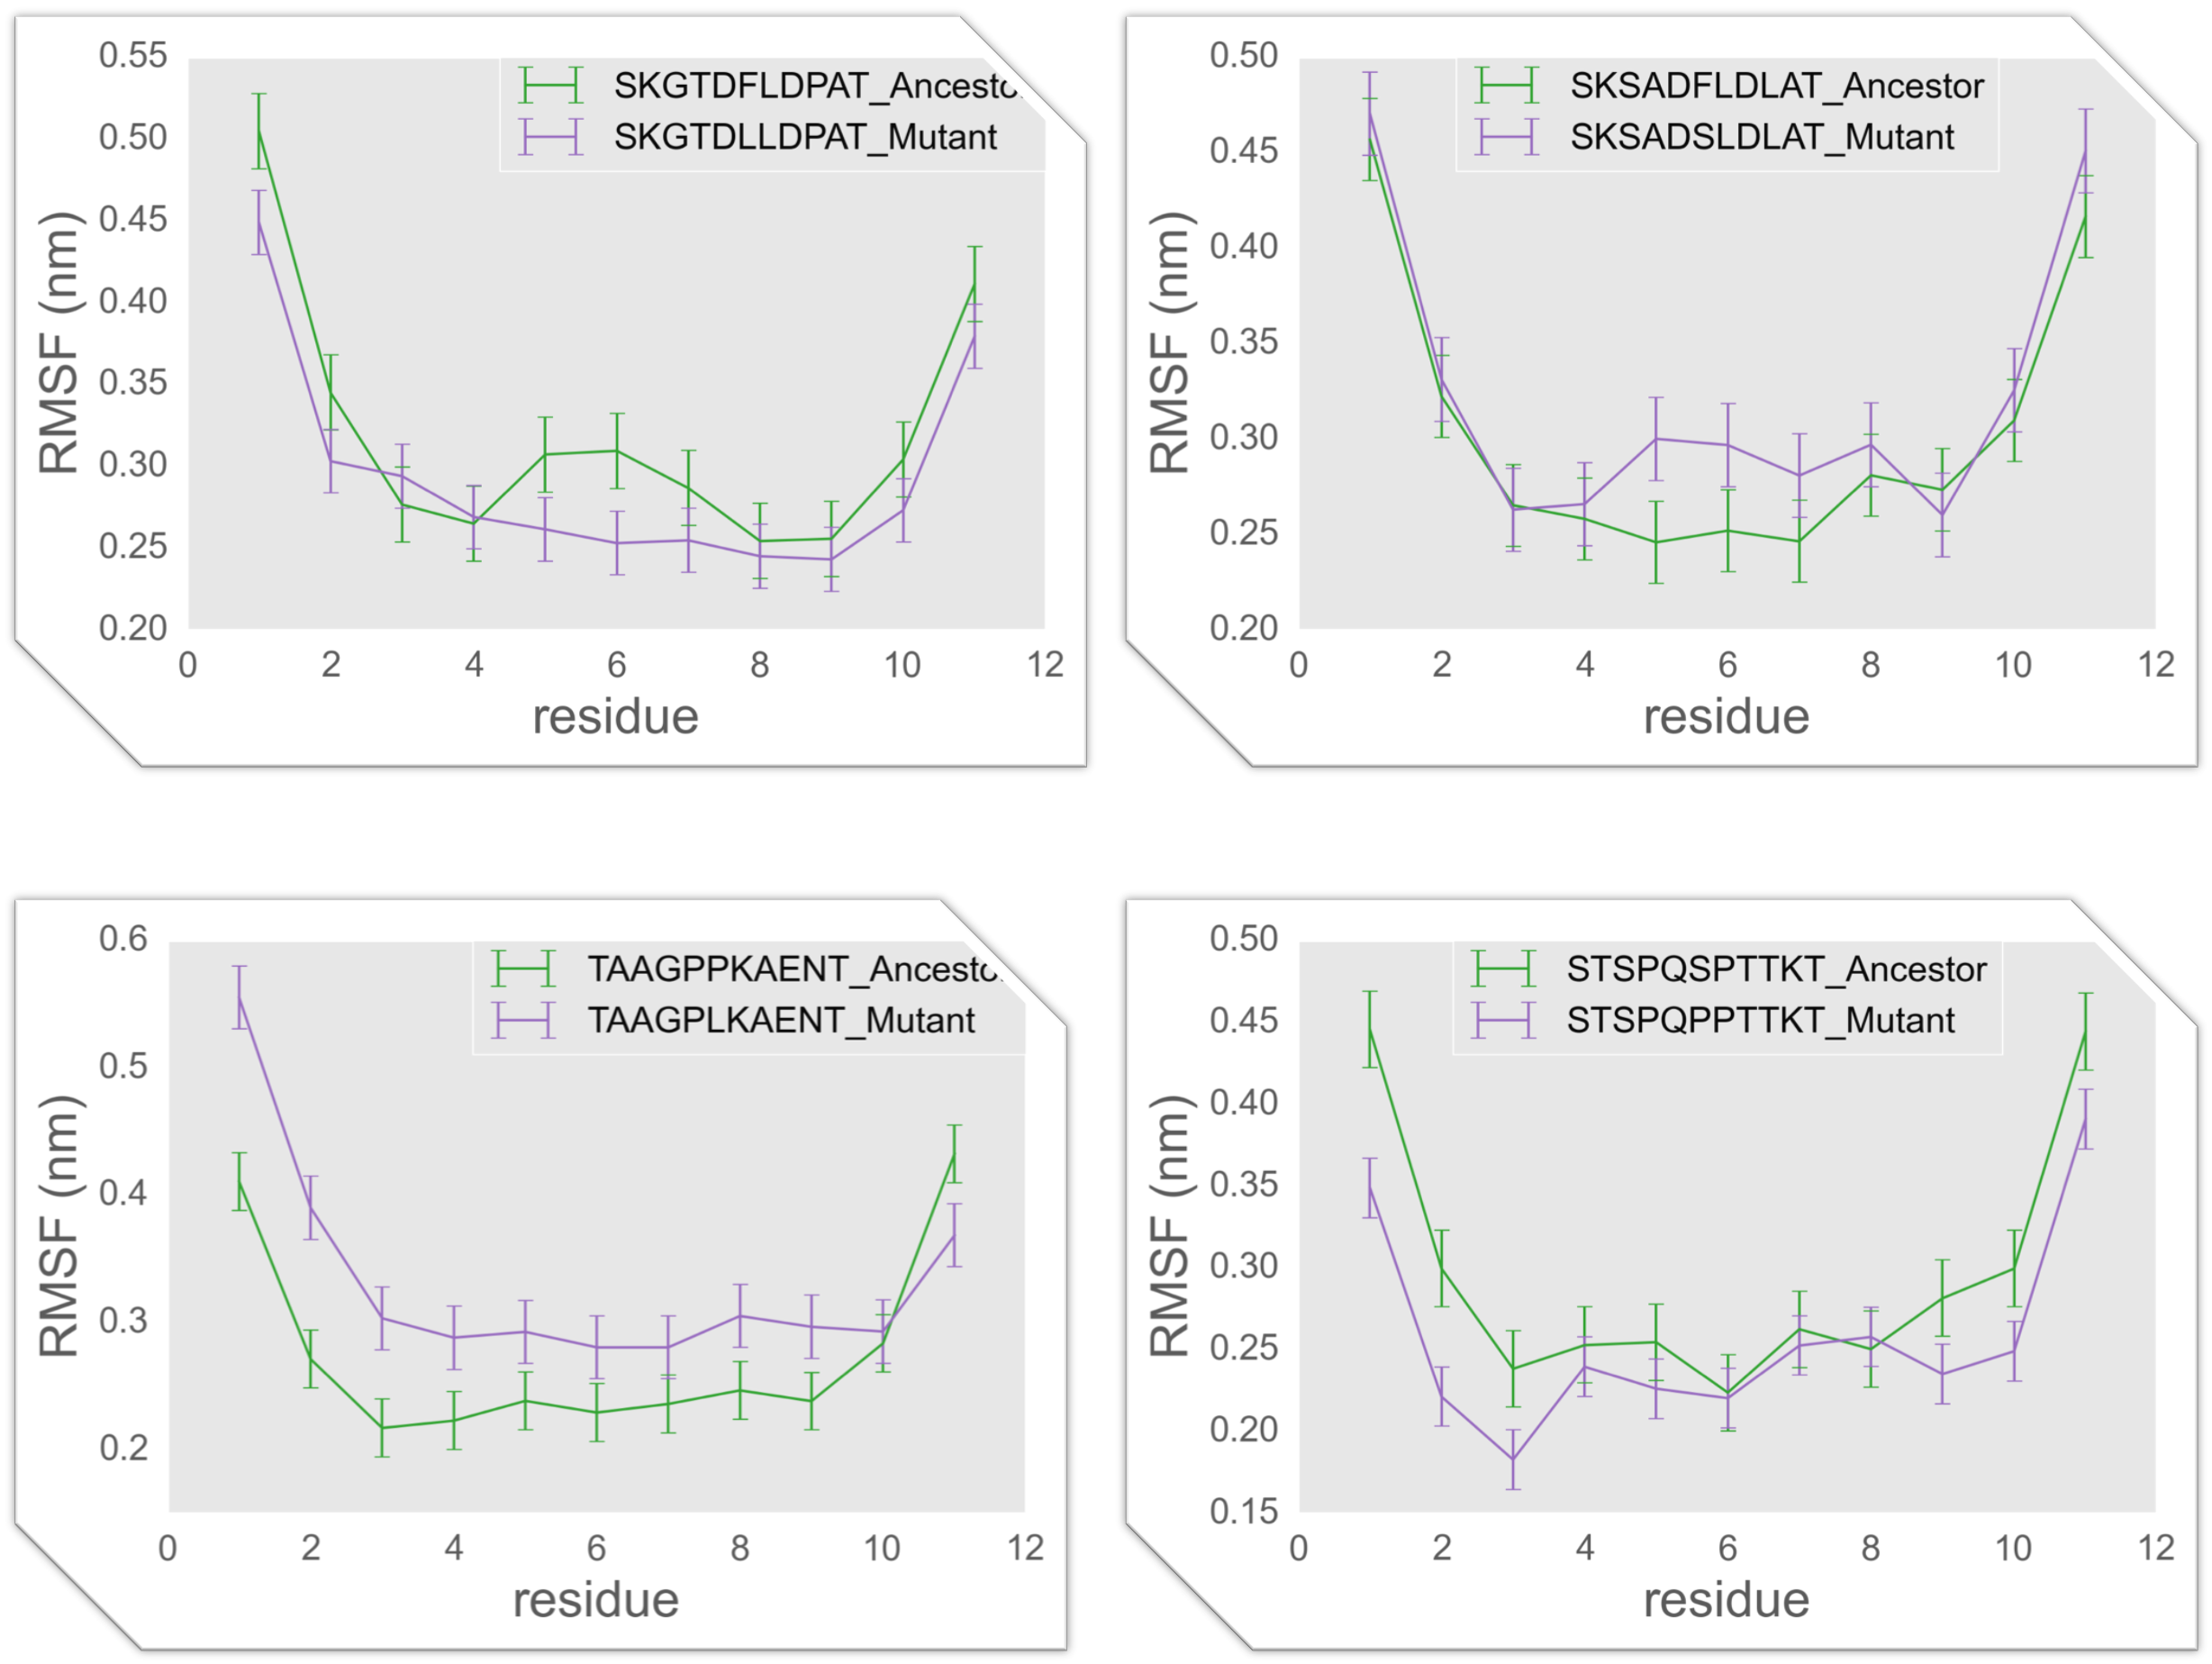 0.55
0.50
0.45
0.40
0.35
0.30
0.25
0.20
RMSF (nm)
SKGTDFLDPAT_Ancesto
SKGTDLLDPAT_Mutant
0 2 4 6 8 10 12
residue
0.50
0.45
0.40
0.35
0.30
0.25
0.20
RMSF (nm)
SKSADFLDLAT_Ancestor
SKSADSLDLAT_Mutant
0 2 4 6 8 10 12
residue
0.6
0.5
0.4
0.3
0.2
RMSF (nm)
TAAGPPKAENT_Ancesto
TAAGPLKAENT_Mutant
0 2 4 6 8 10 12
residue
0.50
0.45
0.40
0.35
0.30
0.25
0.20
0.15
RMSF (nm)
STSPQSPTTKT_Ancestor
STSPQPPTTKT_Mutant
0 2 4 6 8 10 12
residue